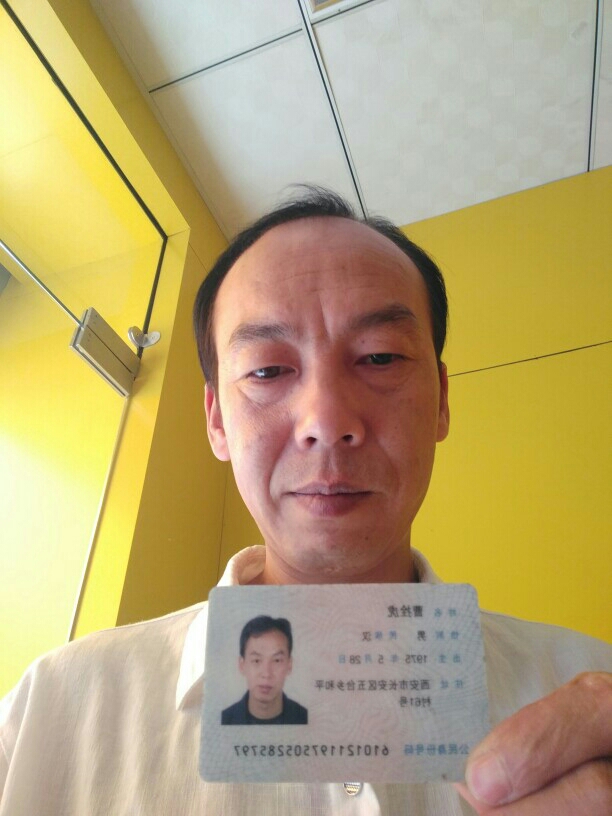 姓名 曹拴虎
性别 男 民族 汉
出生 1975 年 5 月 28 日
住址 西安市长安区五台乡和平
村61号
公民身份号码 610121197505285797